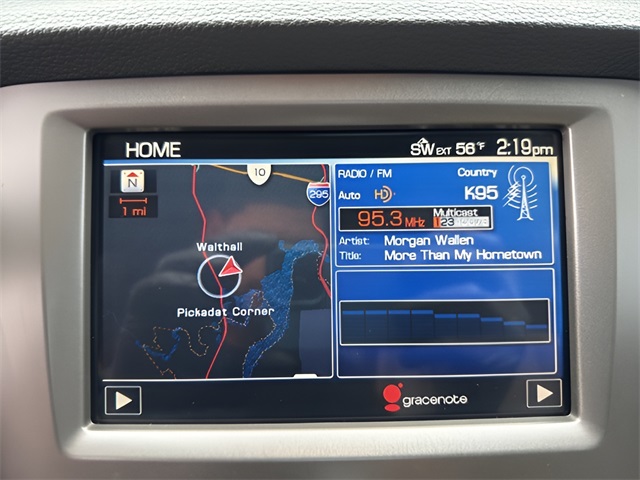 HOME
SW EXT 56°F 2:19pm
N
1 mi
10
295
Walthall
Pickadat Corner
RADIO / FM Country
Auto HD K95
95.3 MHz Multicast
Artist: Morgan Wallen
Title: More Than My Hometown
gracenote